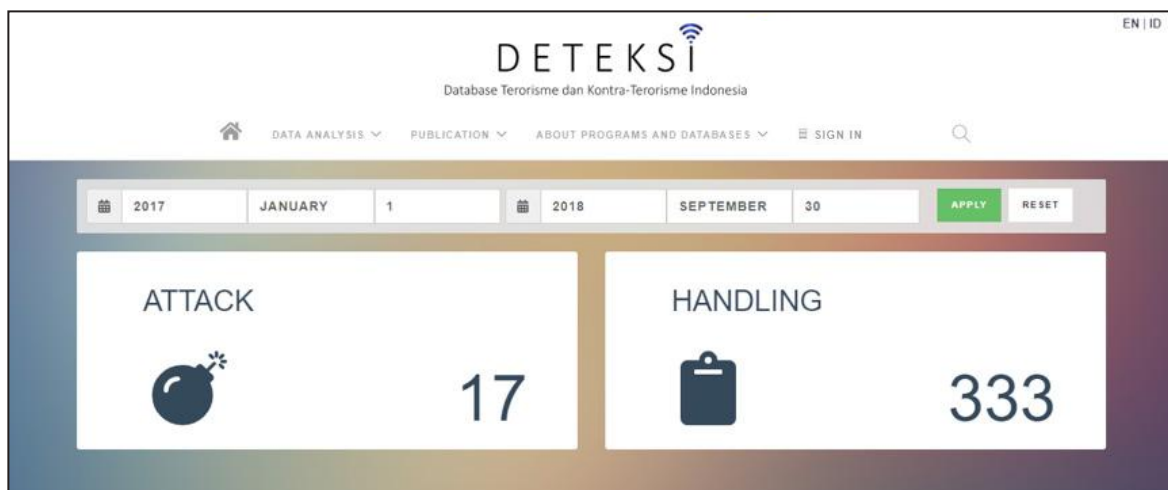 EN | ID
DETEKSI
Database Terorisme dan Kontra-Terorisme Indonesia
DATA ANALYSIS PUBLICATION ABOUT PROGRAMS AND DATABASES SIGN IN
2017 JANUARY 1 2018 SEPTEMBER 30 APPLY RESET
ATTACK
17
HANDLING
333